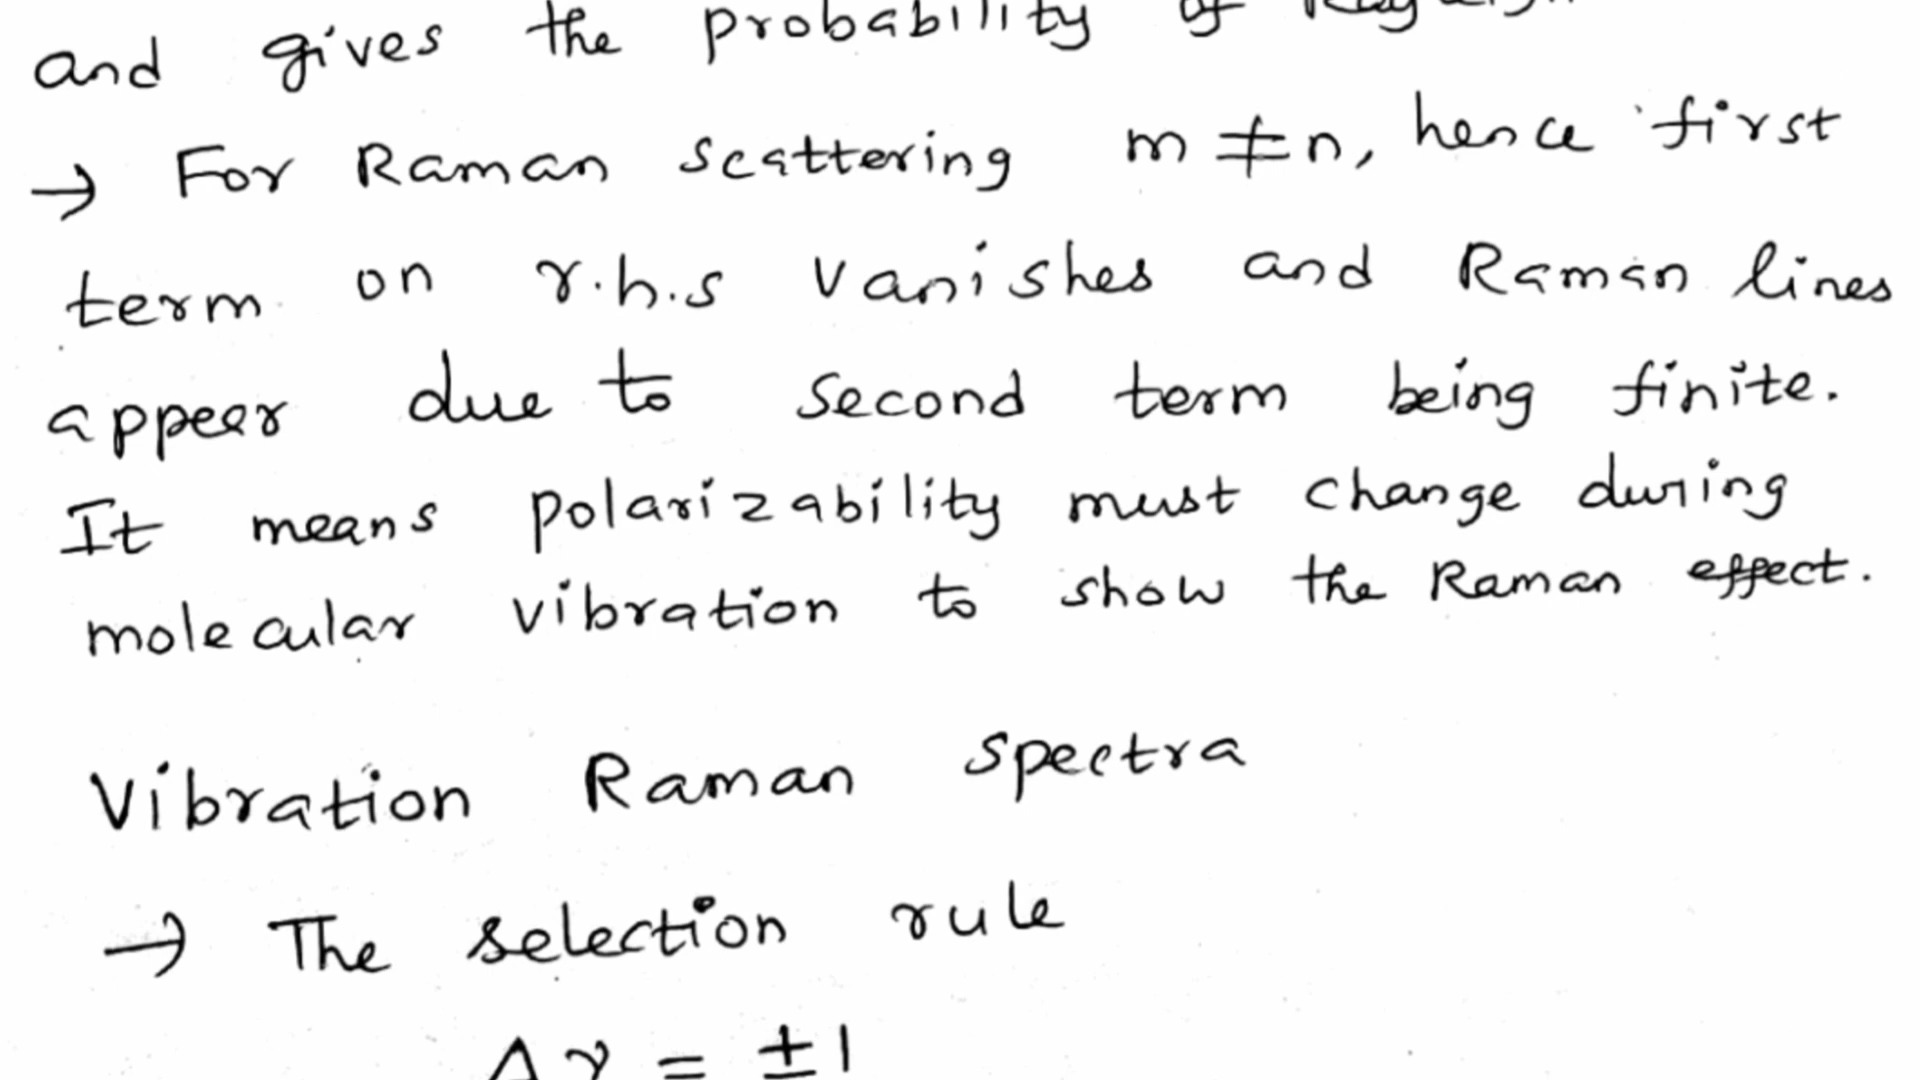 and gives the probability of
→ For Raman scattering m ≠ n, hence first
term on r.h.s vanishes and Raman lines
appear due to second term being finite.
It means polarizability must change during
molecular vibration to show the Raman effect.
Vibration Raman spectra
→ The selection rule
Δν = ±1